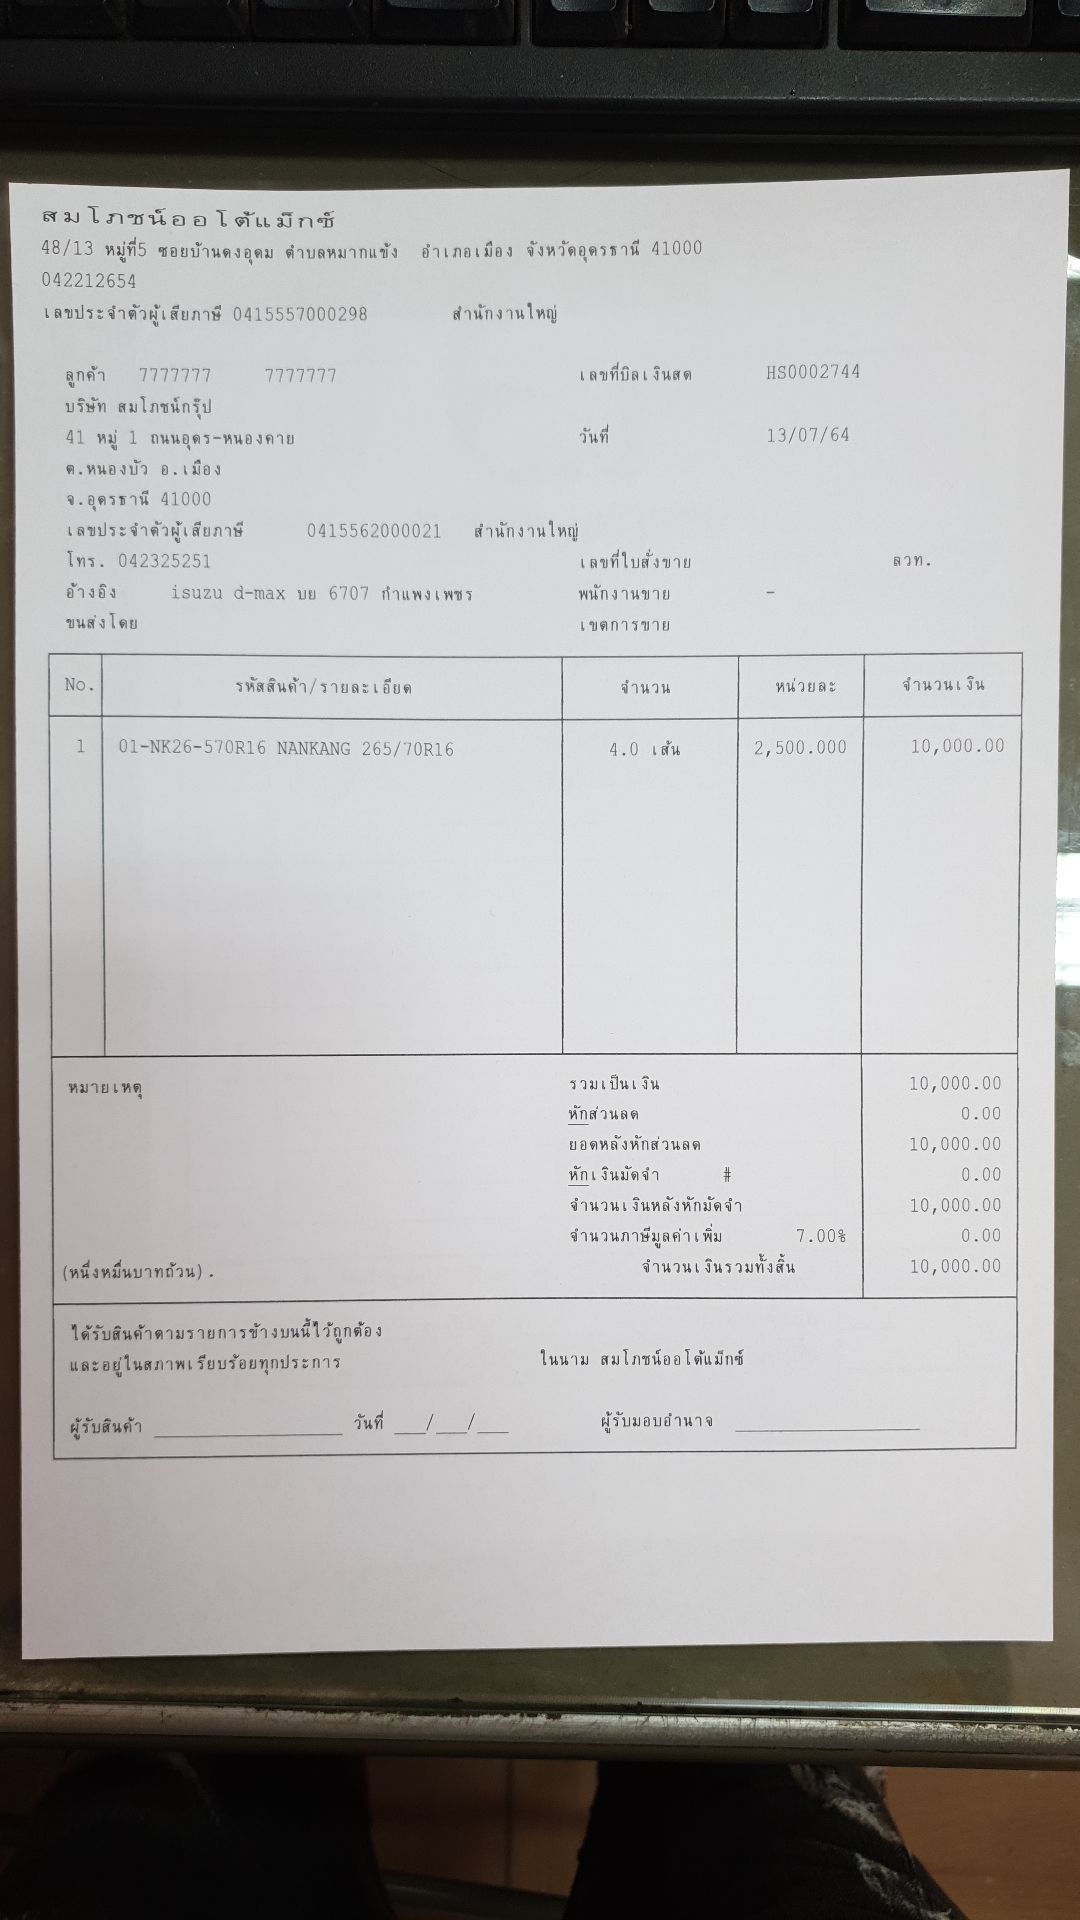 สมโภชน์ออโต้แม็กซ์
48/13 หมู่ที่5 ซอยบ้านดงอุดม ตำบลหมากแข้ง อำเภอเมือง จังหวัดอุดรธานี 41000
042212654
เลขประจำตัวผู้เสียภาษี 0415557000298 สำนักงานใหญ่
ลูกค้า 7777777 7777777 เลขที่บิลเงินสด HS0002744
บริษัท สมโภชน์กรุ๊ป
41 หมู่ 1 ถนนอุดร-หนองคาย วันที่ 13/07/64
ต.หนองบัว อ.เมือง
จ.อุดรธานี 41000
เลขประจำตัวผู้เสียภาษี 0415562000021 สำนักงานใหญ่
โทร. 042325251 เลขที่ใบสั่งขาย ลวท.
อ้างอิง isuzu d-max บย 6707 กำแพงเพชร พนักงานขาย -
ขนส่งโดย เขตการขาย
No. รหัสสินค้า/รายละเอียด จำนวน หน่วยละ จำนวนเงิน
1 01-NK26-570R16 NANKANG 265/70R16 4.0 เส้น 2,500.000 10,000.00
หมายเหตุ รวมเป็นเงิน 10,000.00
หักส่วนลด 0.00
ยอดหลังหักส่วนลด 10,000.00
หักเงินมัดจำ # 0.00
จำนวนเงินหลังหักมัดจำ 10,000.00
จำนวนภาษีมูลค่าเพิ่ม 7.00% 0.00
(หนึ่งหมื่นบาทถ้วน). จำนวนเงินรวมทั้งสิ้น 10,000.00
ได้รับสินค้าตามรายการข้างบนนี้ไว้ถูกต้อง
และอยู่ในสภาพเรียบร้อยทุกประการ ในนาม สมโภชน์ออโต้แม็กซ์
ผู้รับสินค้า ____________________ วันที่ ___/___/___ ผู้รับมอบอำนาจ ____________________